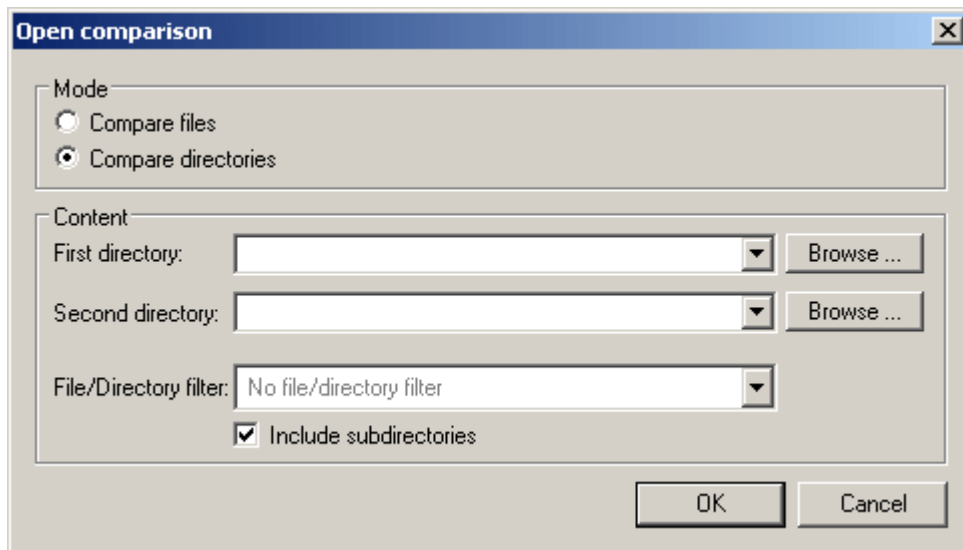 Open comparison
Mode
Compare files
Compare directories
Content
First directory:
Browse ...
Second directory:
Browse ...
File/Directory filter: No file/directory filter
Include subdirectories
OK Cancel